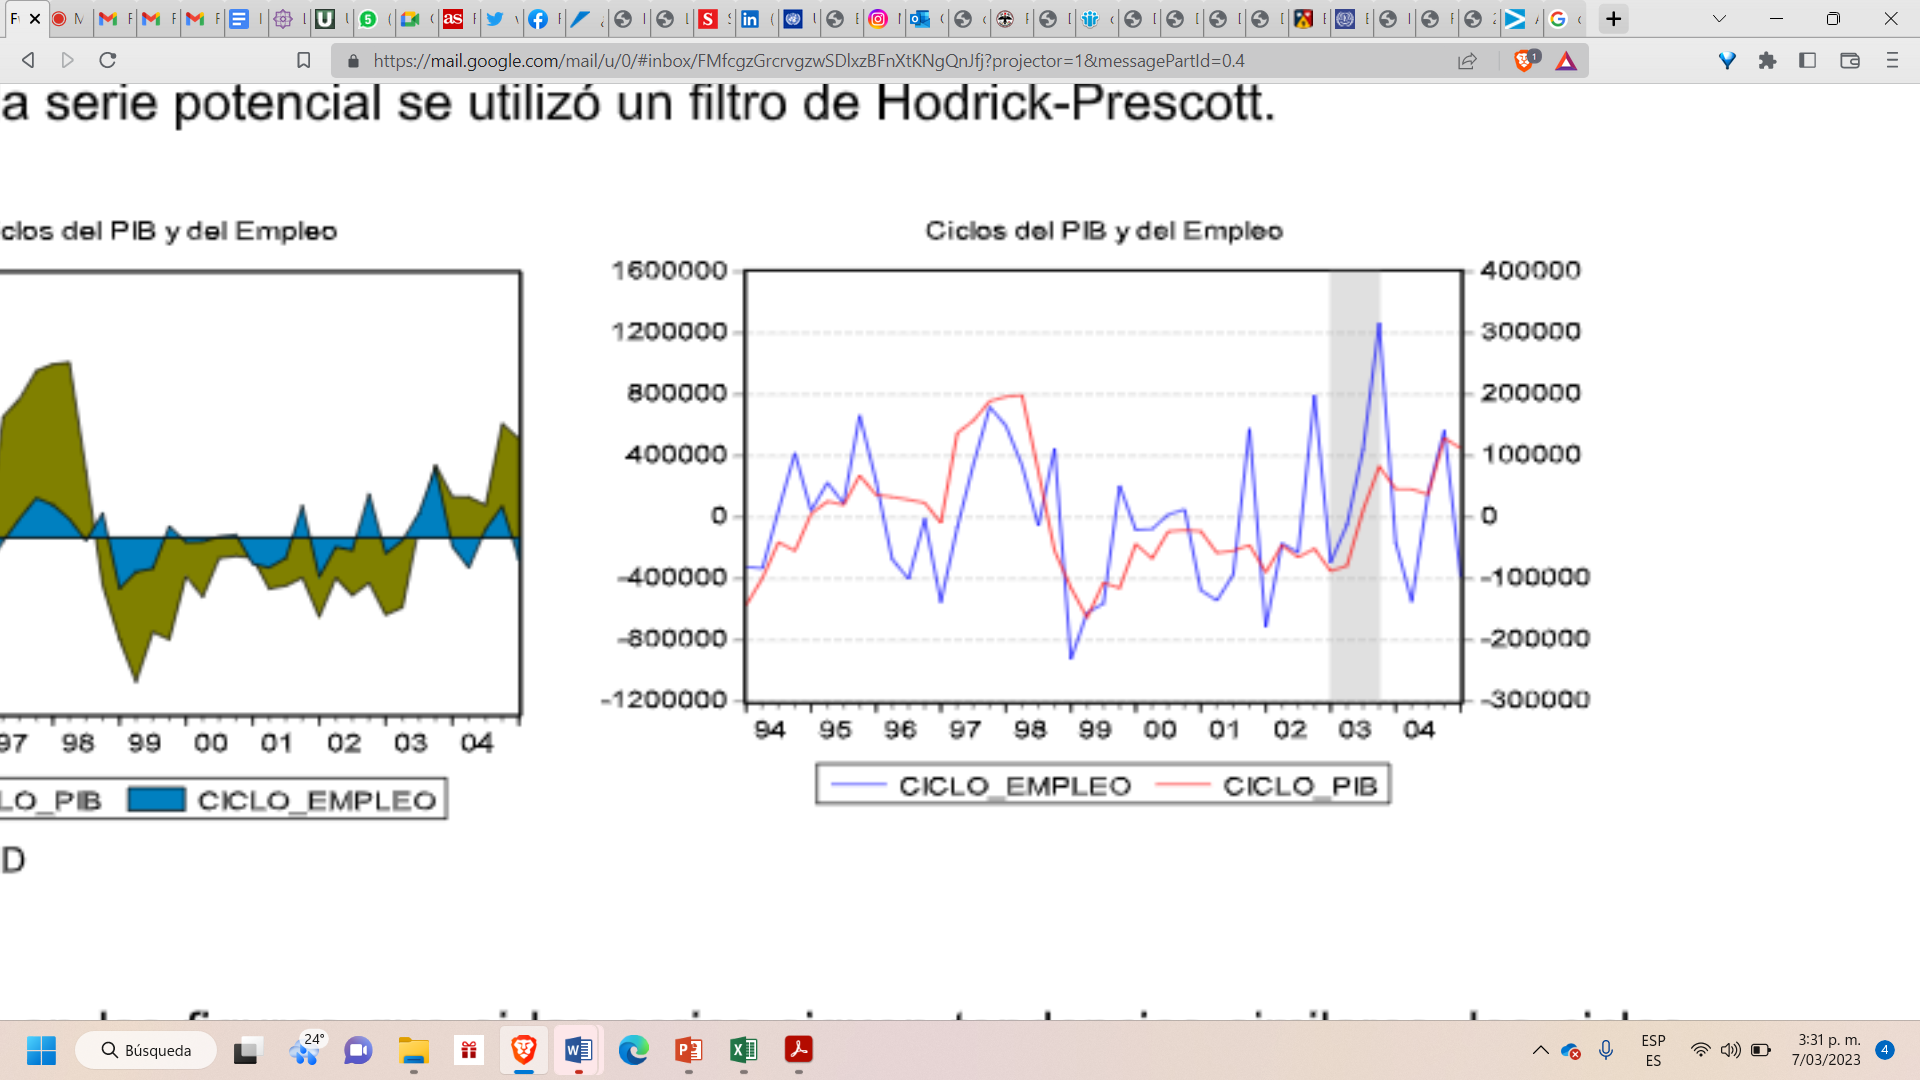 https://mail.google.com/mail/u/0/#inbox/FMfcgzGrcrvgzwSDlxzBFnXtKNgQnJfj?projector=1&messagePartId=0.4
a serie potencial se utilizó un filtro de Hodrick-Prescott.
clos del PIB y del Empleo
97 98 99 00 01 02 03 04
LO_PIB CICLO_EMPLEO
D
Ciclos del PIB y del Empleo
1600000
1200000
800000
400000
0
-400000
-800000
-1200000
400000
300000
200000
100000
0
-100000
-200000
-300000
94 95 96 97 98 99 00 01 02 03 04
CICLO_EMPLEO CICLO_PIB
24°
Búsqueda
ESP
ES
3:31 p. m.
7/03/2023
4